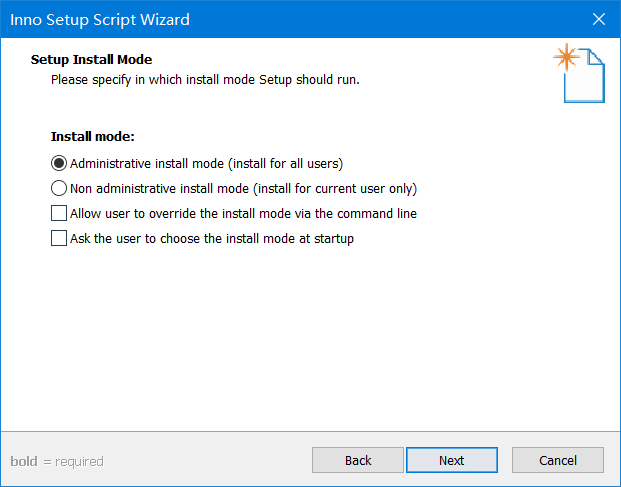 Inno Setup Script Wizard
Setup Install Mode
Please specify in which install mode Setup should run.
Install mode:
Administrative install mode (install for all users)
Non administrative install mode (install for current user only)
Allow user to override the install mode via the command line
Ask the user to choose the install mode at startup
bold = required
Back Next Cancel